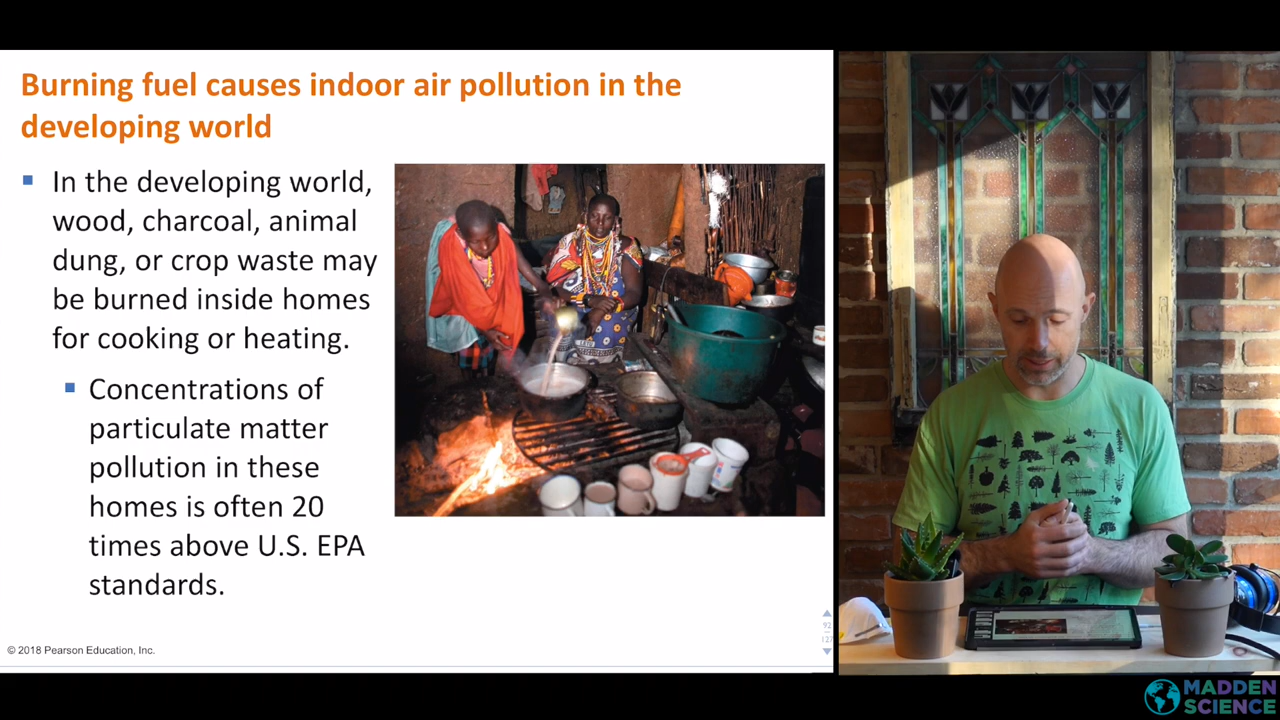 Burning fuel causes indoor air pollution in the
developing world
▪ In the developing world,
wood, charcoal, animal
dung, or crop waste may
be burned inside homes
for cooking or heating.
▪ Concentrations of
particulate matter
pollution in these
homes is often 20
times above U.S. EPA
standards.
© 2018 Pearson Education, Inc.
92
127
MADDEN
SCIENCE